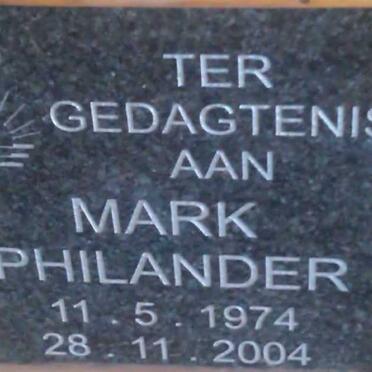 TER
GEDAGTENIS
AAN
MARK
PHILANDER
11 . 5 . 1974
28 . 11 . 2004